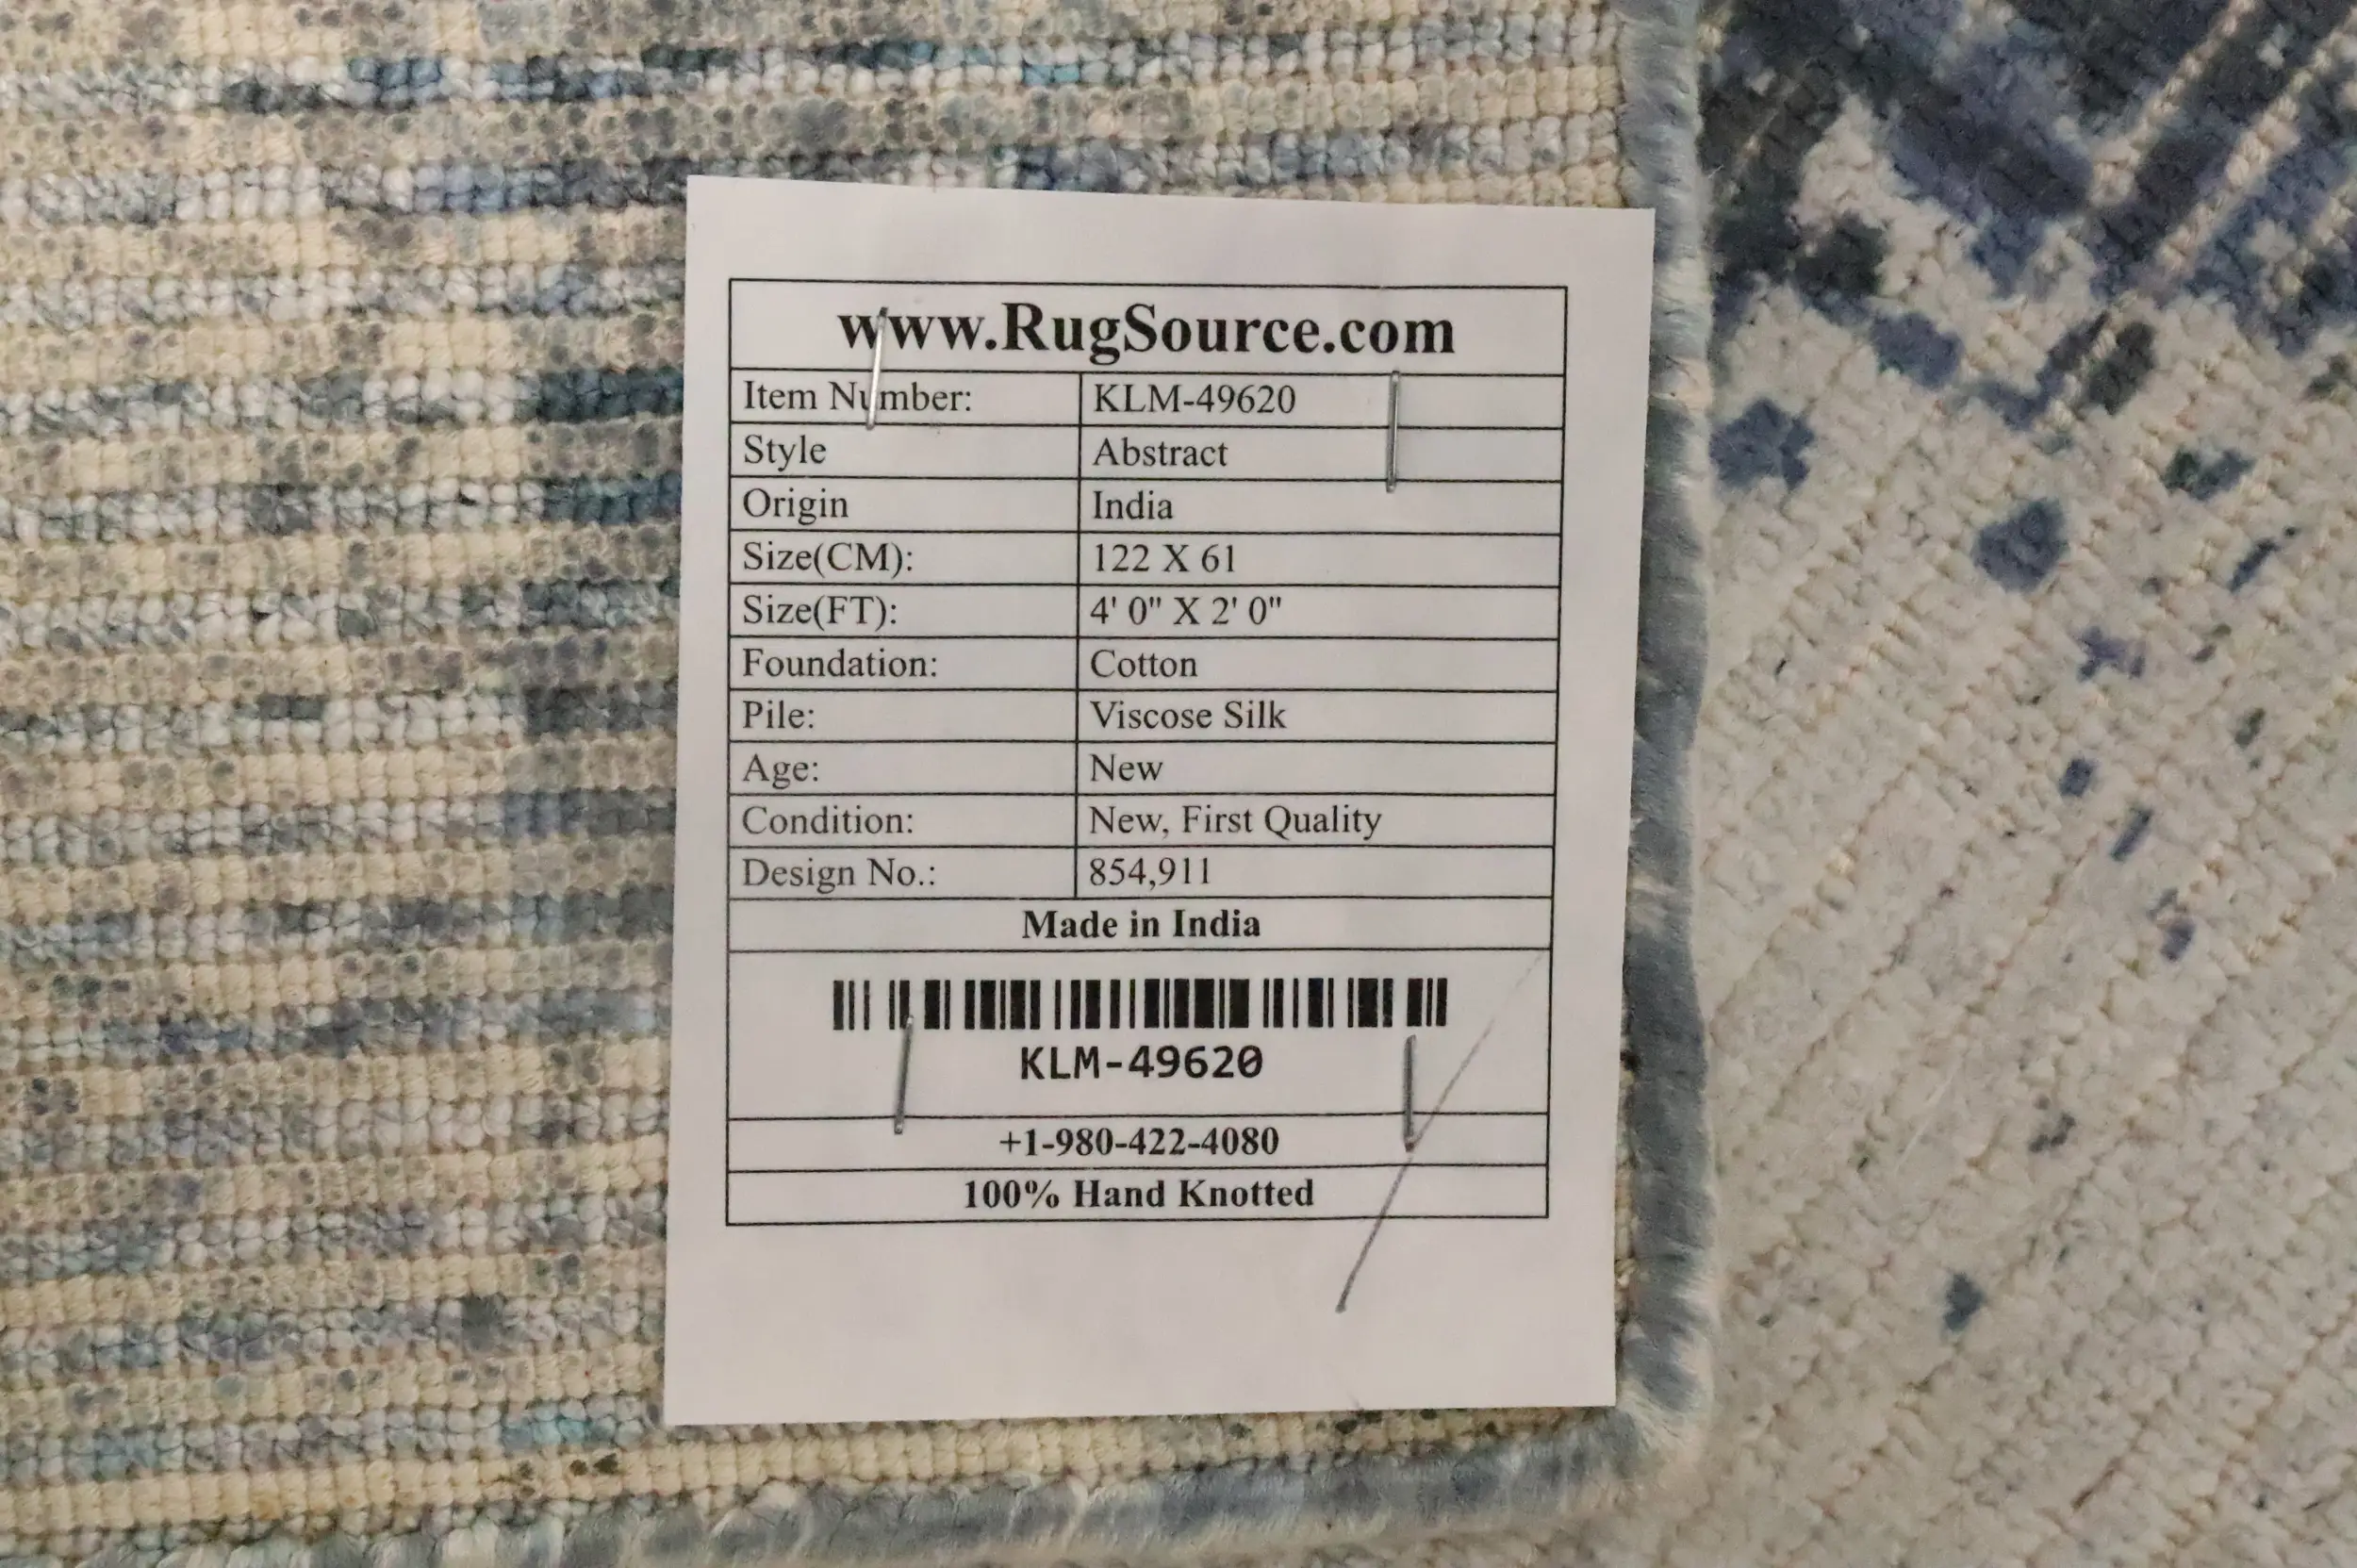 www.RugSource.com
Item Number: KLM-49620
Style Abstract
Origin India
Size(CM): 122 X 61
Size(FT): 4' 0" X 2' 0"
Foundation: Cotton
Pile: Viscose Silk
Age: New
Condition: New, First Quality
Design No.: 854,911
Made in India
KLM-49620
+1-980-422-4080
100% Hand Knotted